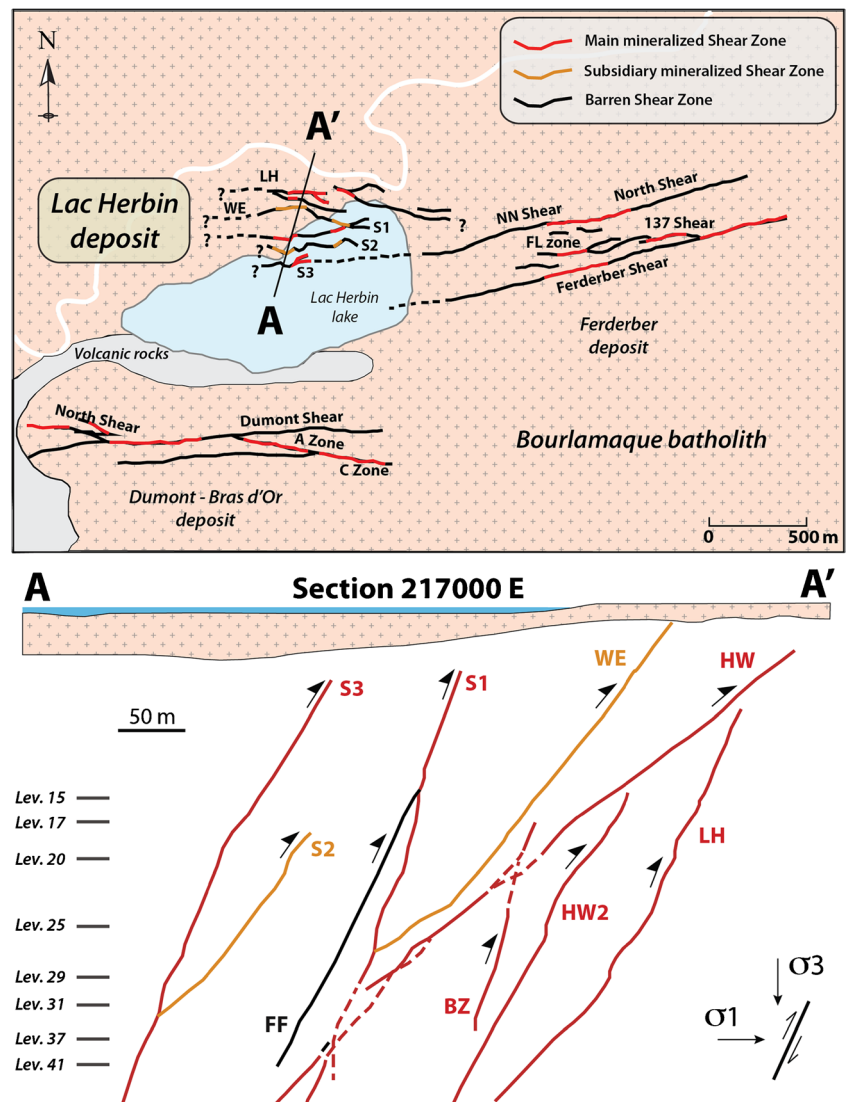 N
Main mineralized Shear Zone
Subsidiary mineralized Shear Zone
Barren Shear Zone
A'
LH
?
North Shear
Lac Herbin
deposit
WE
?
NN Shear
137 Shear
S1
?
?
S2
FL zone
?
?
S3
Ferderber Shear
A
Lac Herbin
lake
Ferderber
deposit
Volcanic rocks
North Shear
Dumont Shear
A Zone
Bourlamaque batholith
C Zone
Dumont - Bras d'Or
deposit
0 500 m
A
Section 217000 E
A'
WE
HW
S3
S1
50 m
Lev. 15
Lev. 17
LH
S2
Lev. 20
HW2
Lev. 25
σ3
Lev. 29
BZ
Lev. 31
σ1
FF
Lev. 37
Lev. 41